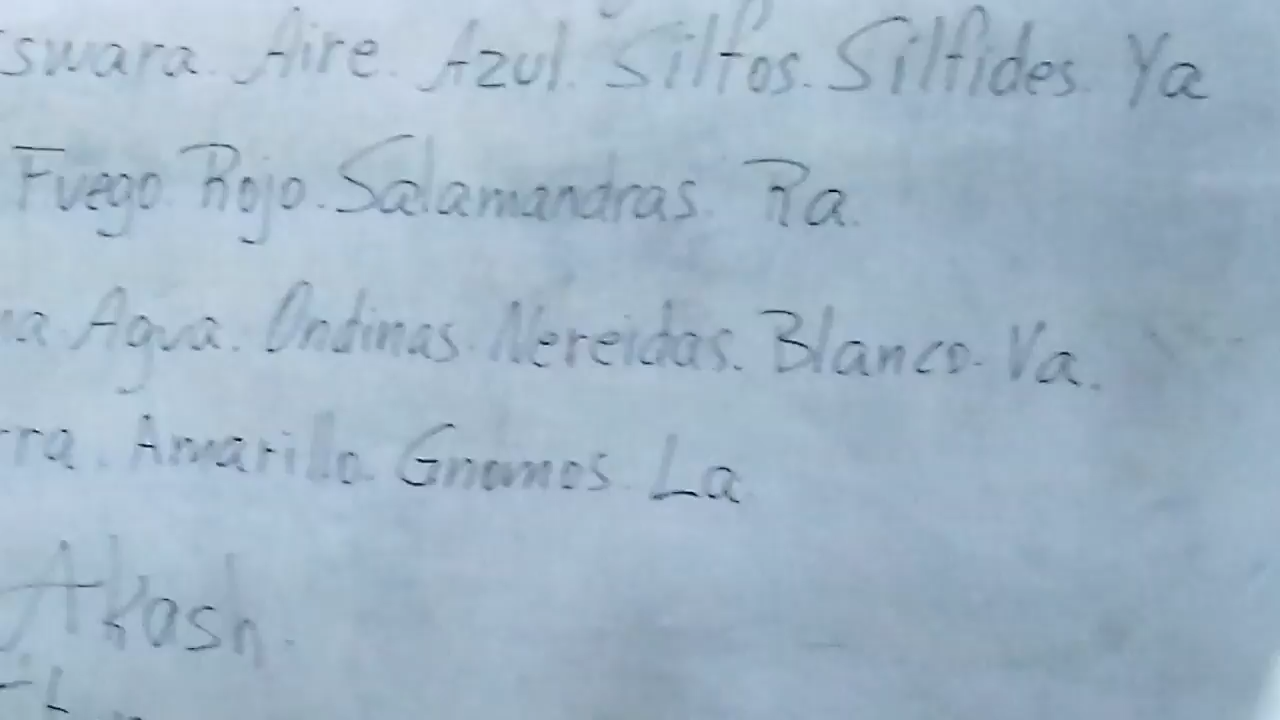 swara. Aire. Azul. Silfos. Silfides. Ya
Fuego. Rojo. Salamandras. Ra.
Agua. Ondinas. Nereidas. Blanco. Va.
Amarillo. Gnomos. La
Akash.